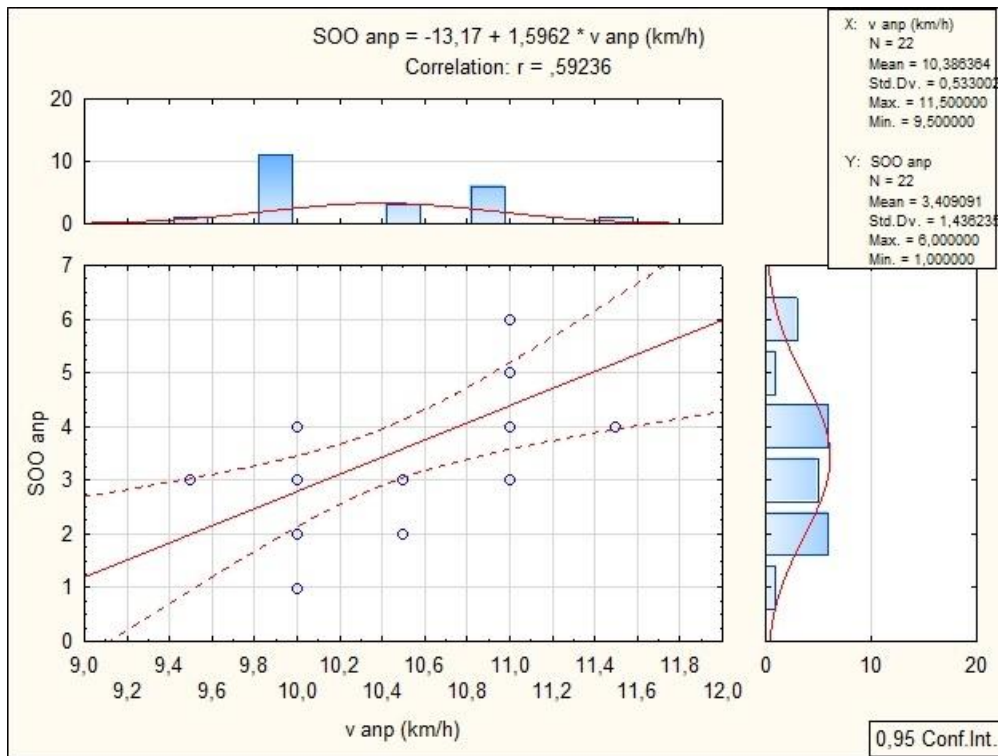 SOO anp = -13,17 + 1,5962 * v anp (km/h)
Correlation: r = ,59236
X: v anp (km/h)
N = 22
Mean = 10,386364
Std.Dv. = 0,533002
Max. = 11,500000
Min. = 9,500000
Y: SOO anp
N = 22
Mean = 3,409091
Std.Dv. = 1,436235
Max. = 6,000000
Min. = 1,000000
20
10
0
7
6
5
4
3
2
1
0
SOO anp
9,0 9,4 9,8 10,2 10,6 11,0 11,4 11,8
9,2 9,6 10,0 10,4 10,8 11,2 11,6 12,0
v anp (km/h)
0 10 20
0,95 Conf.Int.